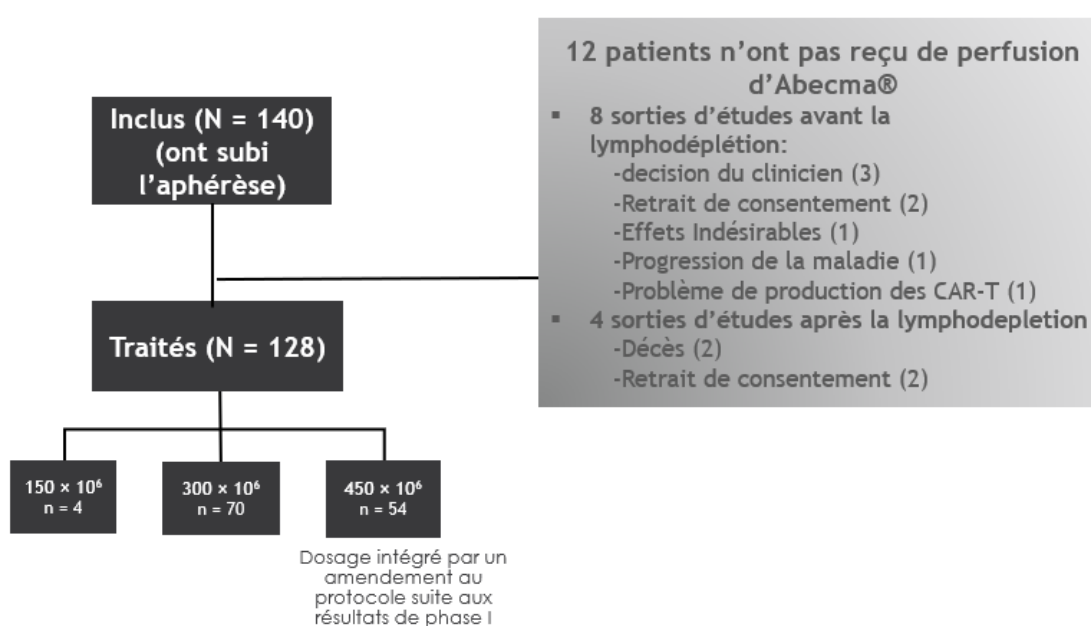 Inclus (N = 140)
(ont subi
l’aphérèse)
12 patients n’ont pas reçu de perfusion
d’Abecma®
▪ 8 sorties d’études avant la
lymphodéplétion:
-decision du clinicien (3)
-Retrait de consentement (2)
-Effets Indésirables (1)
-Progression de la maladie (1)
-Problème de production des CAR-T (1)
▪ 4 sorties d’études après la lymphodepletion
-Décès (2)
-Retrait de consentement (2)
Traités (N = 128)
150 × 10⁶
n = 4
300 × 10⁶
n = 70
450 × 10⁶
n = 54
Dosage intégré par un
amendement au
protocole suite aux
résultats de phase I